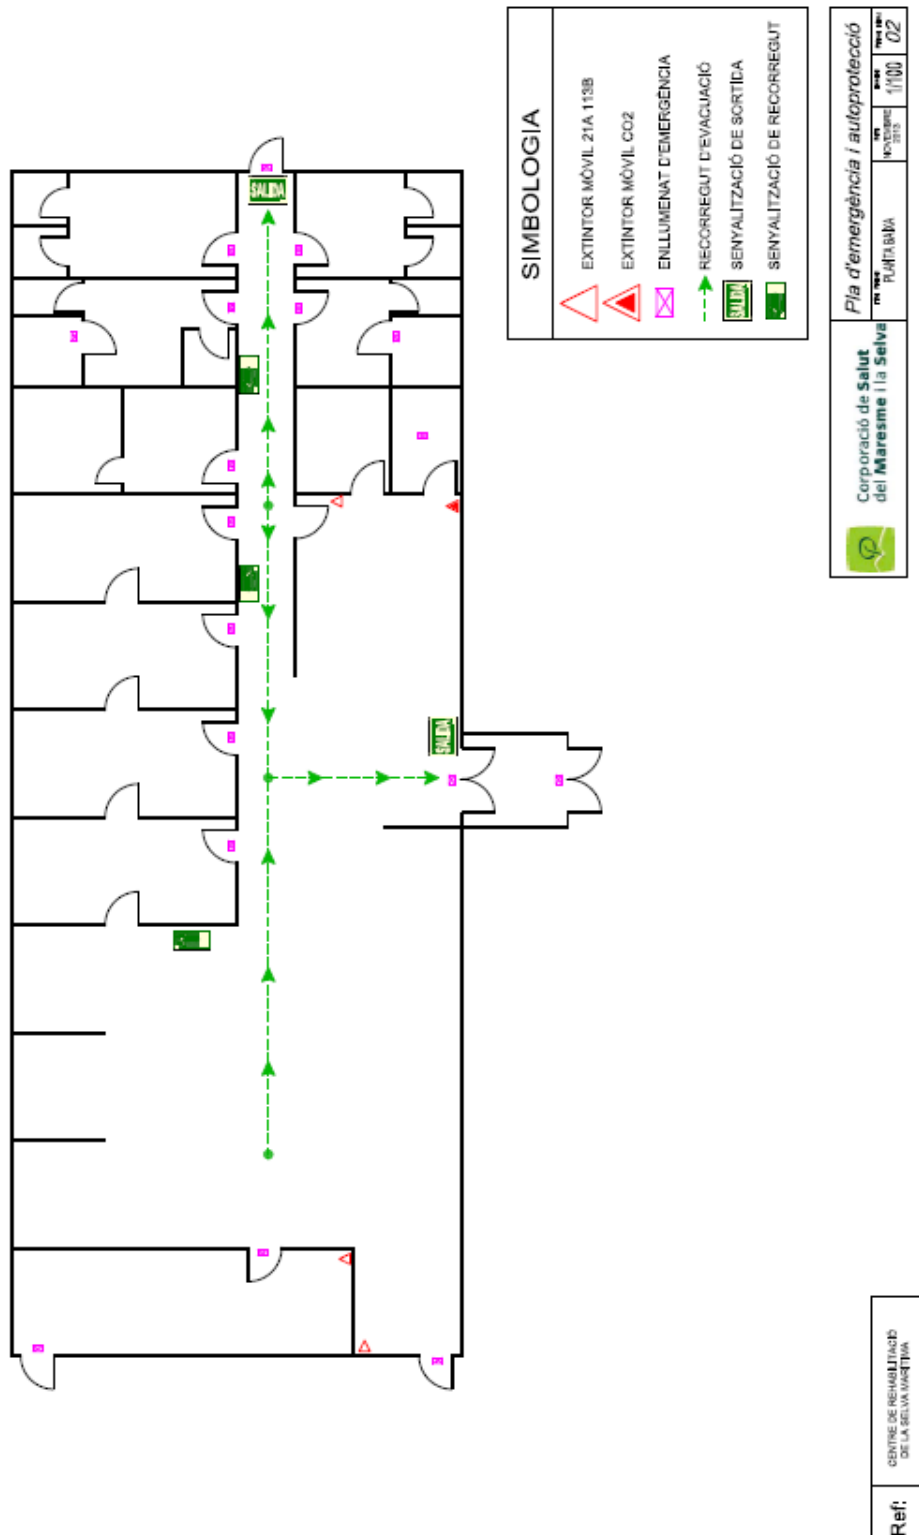 SALIDA
SALIDA
SIMBOLOGIA
EXTINTOR MÒVIL 21A 113B
EXTINTOR MÒVIL CO2
ENLLUMENAT D'EMERGÈNCIA
RECORREGUT D'EVACUACIÓ
SALIDA
SENYALITZACIÓ DE SORTIDA
SENYALITZACIÓ DE RECORREGUT
Corporació de Salut
del Maresme i la Selva
Pla d'emergència i autoprotecció
PLANTA BAIXA
NOVEMBRE
2013
1/100
02
Ref:
CENTRE DE REHABILITACIÓ
DE LA SELVA MARÍTIMA